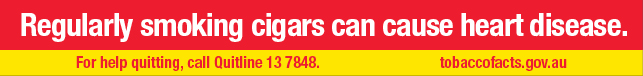 Regularly smoking cigars can cause heart disease.
For help quitting, call Quitline 13 7848. tobaccofacts.gov.au